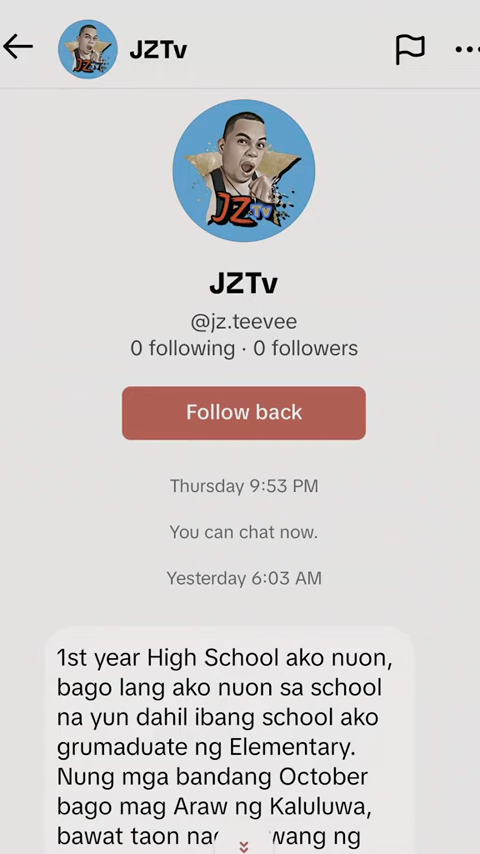 JZTv
JZTv
JZTv
@jz.teevee
0 following · 0 followers
Follow back
Thursday 9:53 PM
You can chat now.
Yesterday 6:03 AM
1st year High School ako nuon,
bago lang ako nuon sa school
na yun dahil ibang school ako
grumaduate ng Elementary.
Nung mga bandang October
bago mag Araw ng Kaluluwa,
bawat taon ng